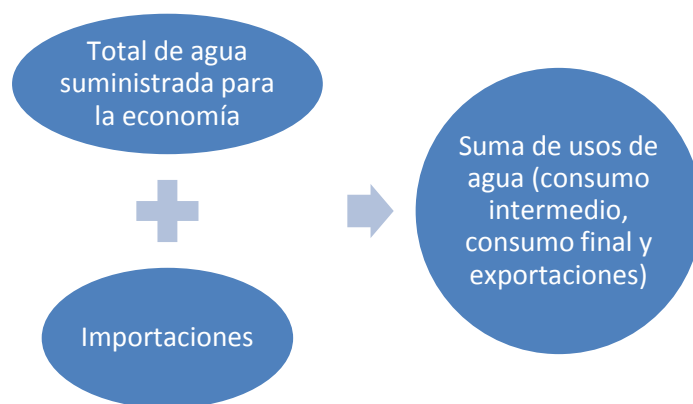 Total de agua
suministrada para
la economía
Importaciones
Suma de usos de
agua (consumo
intermedio,
consumo final y
exportaciones)